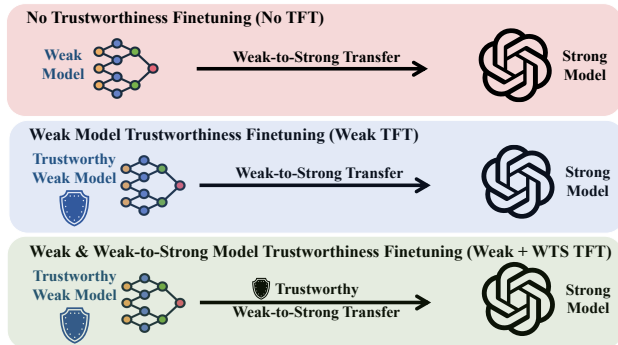 No Trustworthiness Finetuning (No TFT)
Weak
Model
Weak-to-Strong Transfer
Strong
Model
Weak Model Trustworthiness Finetuning (Weak TFT)
Trustworthy
Weak Model
Weak-to-Strong Transfer
Strong
Model
Weak & Weak-to-Strong Model Trustworthiness Finetuning (Weak + WTS TFT)
Trustworthy
Weak Model
Trustworthy
Weak-to-Strong Transfer
Strong
Model